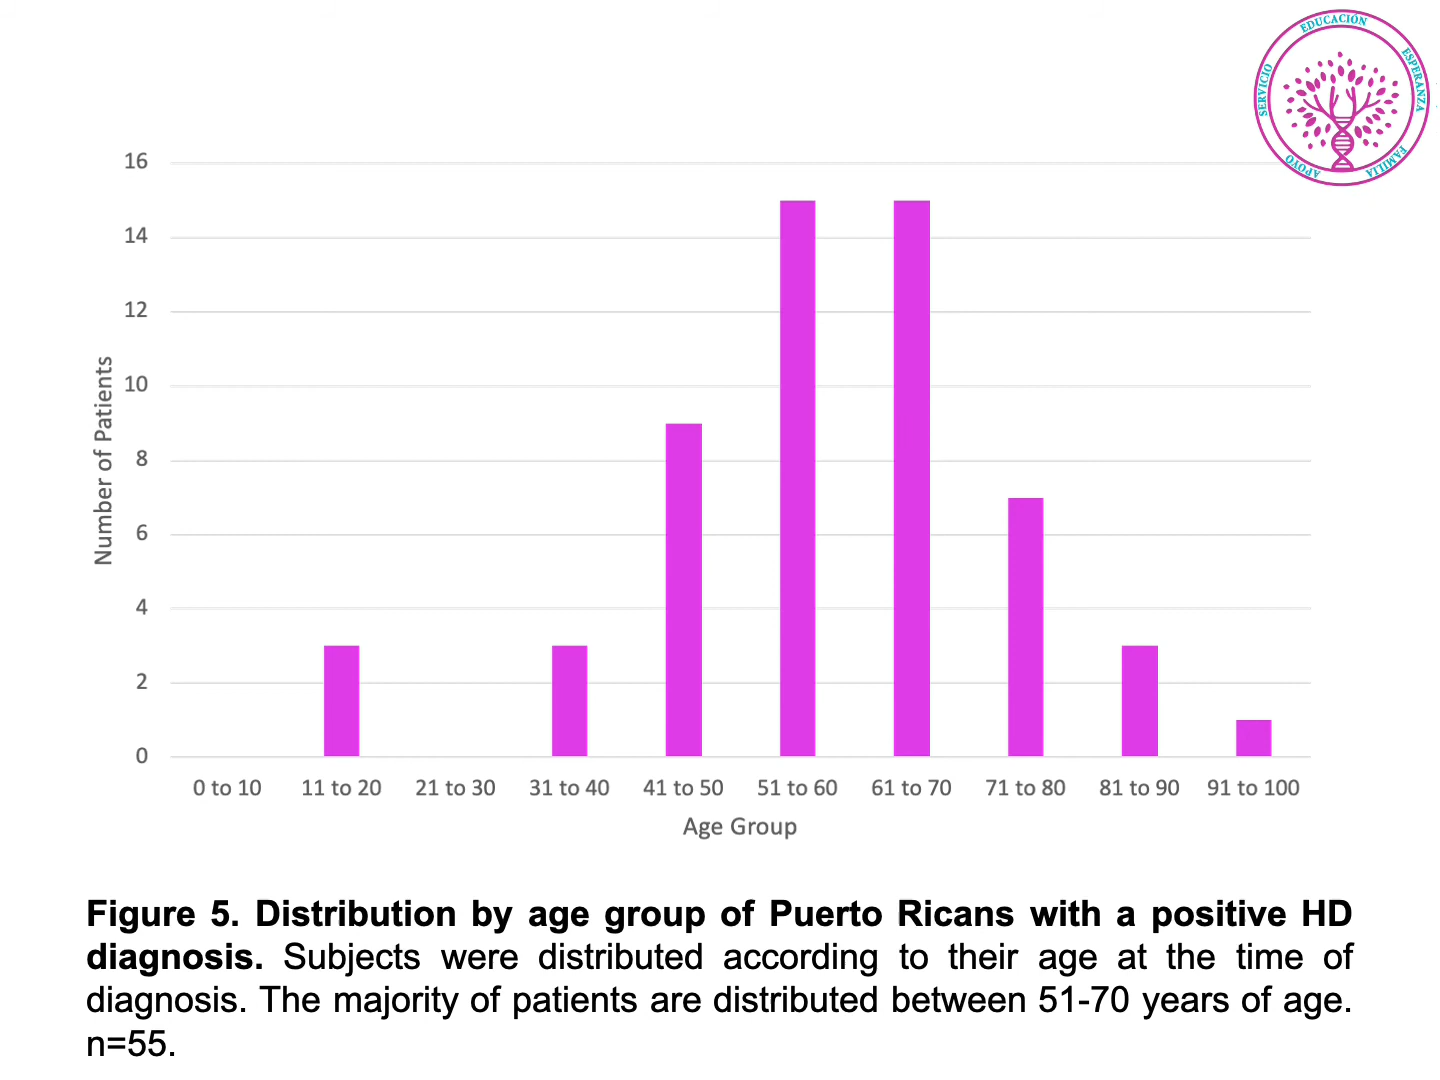 EDUCACIÓN
SERVICIO
ESPERANZA
APOYO
FAMILIA
16
14
12
10
8
6
4
2
0
Number of Patients
0 to 10 11 to 20 21 to 30 31 to 40 41 to 50 51 to 60 61 to 70 71 to 80 81 to 90 91 to 100
Age Group
Figure 5. Distribution by age group of Puerto Ricans with a positive HD
diagnosis. Subjects were distributed according to their age at the time of
diagnosis. The majority of patients are distributed between 51-70 years of age.
n=55.